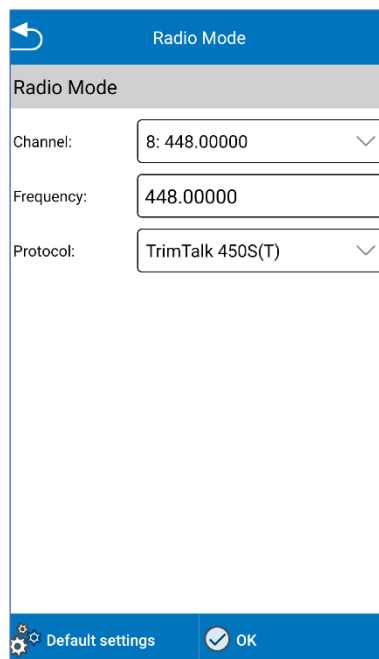 Radio Mode
Radio Mode
Channel: 8: 448.00000
Frequency: 448.00000
Protocol: TrimTalk 450S(T)
Default settings OK